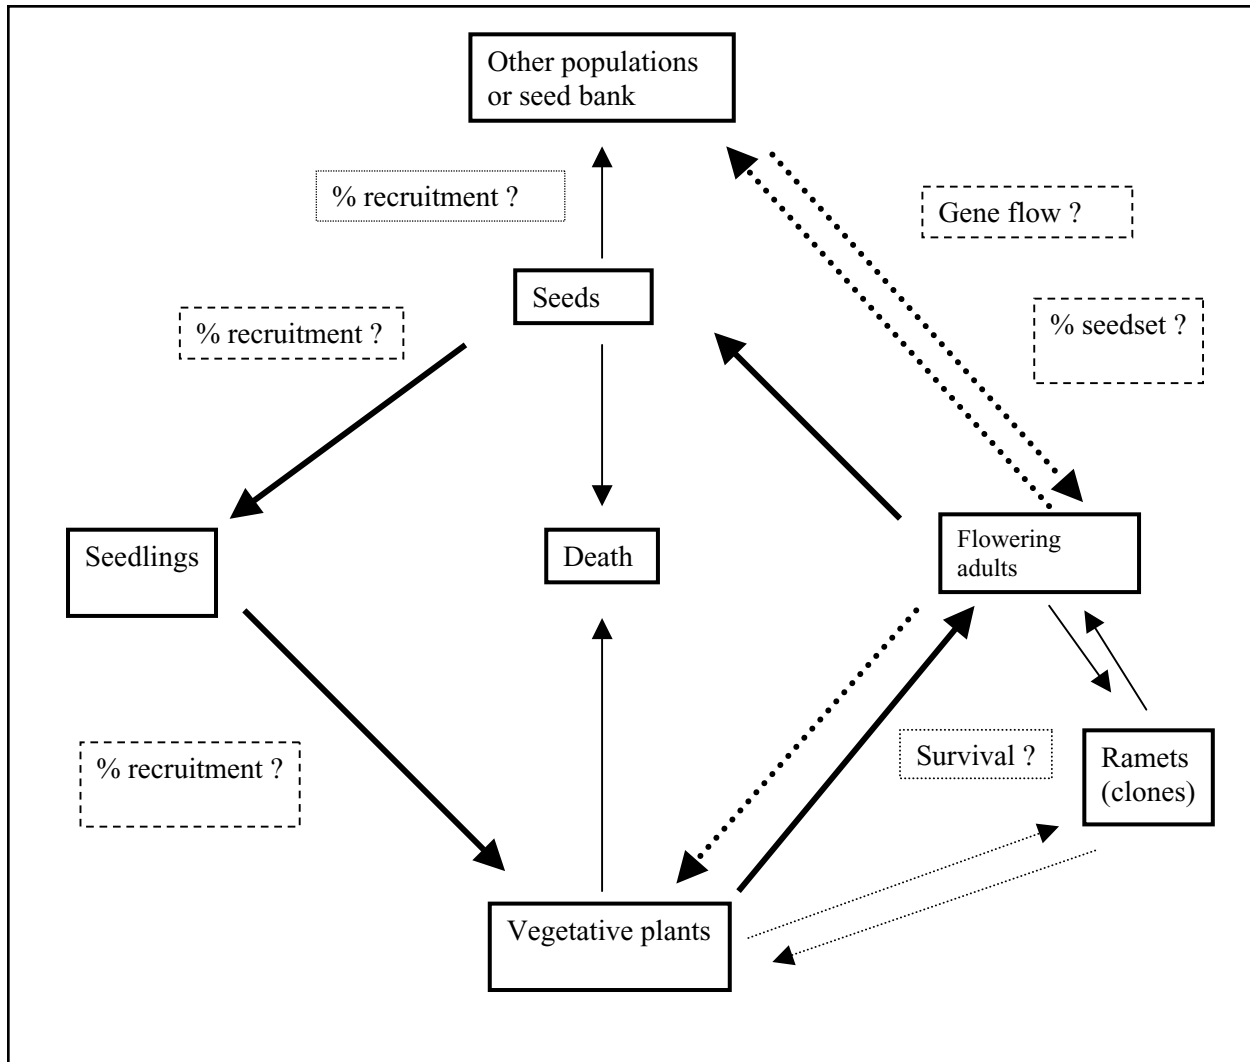 Other populations
or seed bank
% recruitment ?
Gene flow ?
Seeds
% recruitment ?
% seedset ?
Seedlings
Death
Flowering
adults
% recruitment ?
Survival ?
Ramets
(clones)
Vegetative plants